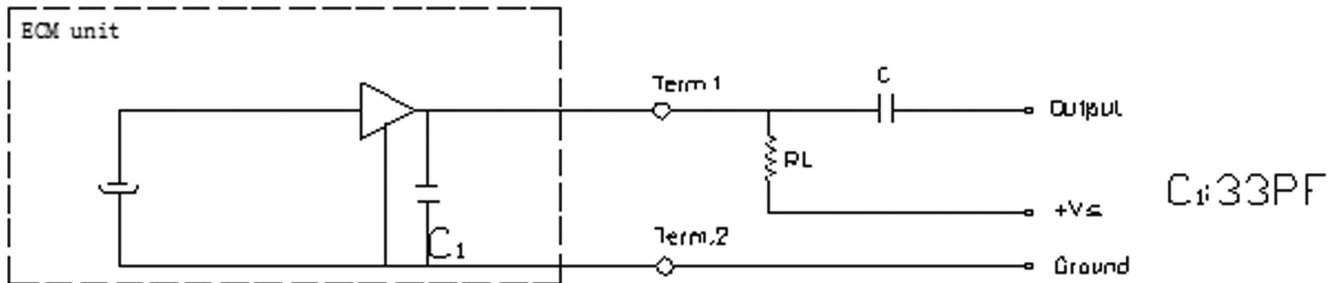 ECM unit
Term.1
C
Output
RL
C1:33PF
+Vs
C1
Term.2
Ground